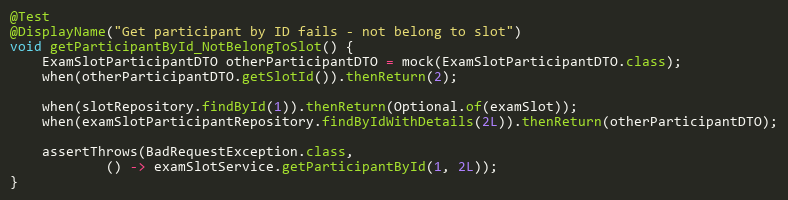 @Test
@DisplayName("Get participant by ID fails - not belong to slot")
void getParticipantById_NotBelongToSlot() {
    ExamSlotParticipantDTO otherParticipantDTO = mock(ExamSlotParticipantDTO.class);
    when(otherParticipantDTO.getSlotId()).thenReturn(2);

    when(slotRepository.findById(1)).thenReturn(Optional.of(examSlot));
    when(examSlotParticipantRepository.findByIdWithDetails(2L)).thenReturn(otherParticipantDTO);

    assertThrows(BadRequestException.class,
            () -> examSlotService.getParticipantById(1, 2L));
}